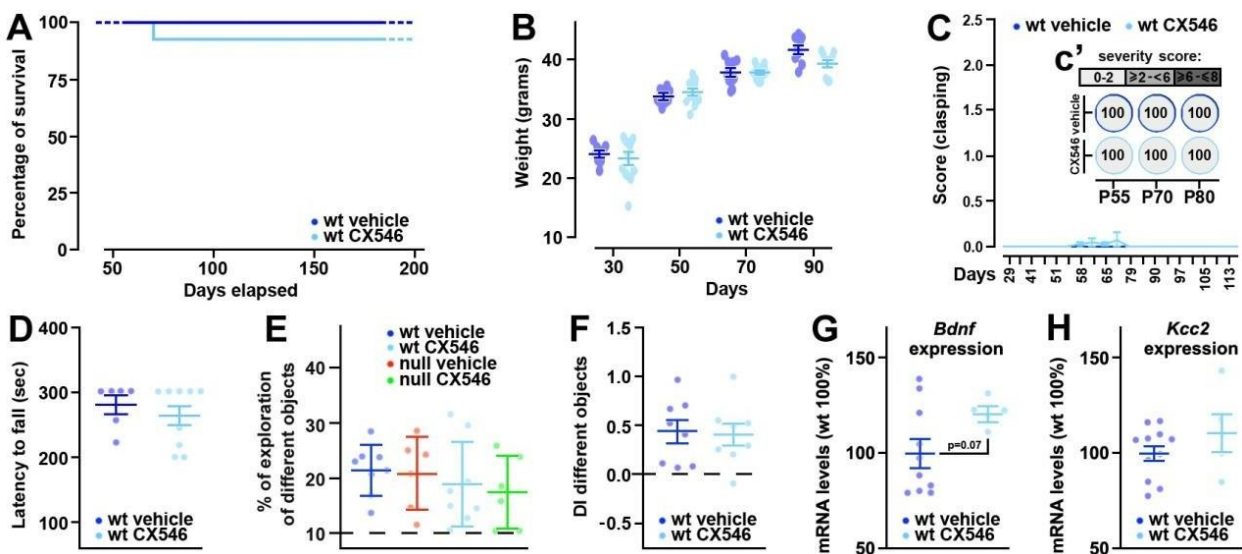 A
Percentage of survival
100
75
50
25
0
wt vehicle
wt CX546
50 100 150 200
Days elapsed
B
Weight (grams)
40
30
20
10
wt vehicle
wt CX546
30 50 70 90
Days
C
wt vehicle wt CX546
c'
severity score:
0-2 ⩾2-<6 ⩾6-⩽8
Score (clasping)
2.5
2.0
1.5
1.0
0.5
0.0
vehicle
100 100 100
CX546
100 100 100
P55 P70 P80
Days
29 41 51 58 65 79 90 97 105 113
D
Latency to fall (sec)
400
300
200
100
wt vehicle
wt CX546
E
wt vehicle
wt CX546
null vehicle
null CX546
% of exploration
of different objects
40
30
20
10
F
DI different objects
1.5
1.0
0.5
0.0
-0.5
wt vehicle
wt CX546
G
Bdnf
expression
mRNA levels (wt 100%)
150
100
50
p=0.07
wt vehicle
wt CX546
H
Kcc2
expression
mRNA levels (wt 100%)
150
100
50
wt vehicle
wt CX546